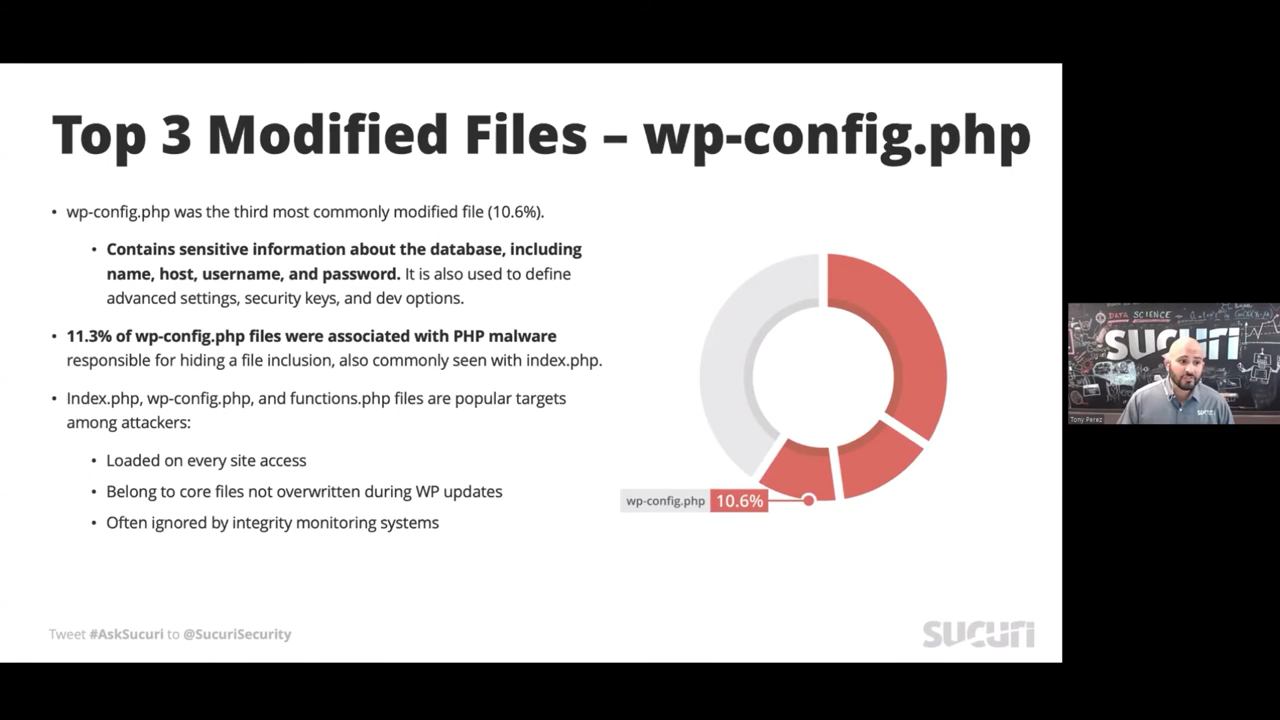 Top 3 Modified Files – wp-config.php
• wp-config.php was the third most commonly modified file (10.6%).
• Contains sensitive information about the database, including
name, host, username, and password. It is also used to define
advanced settings, security keys, and dev options.
• 11.3% of wp-config.php files were associated with PHP malware
responsible for hiding a file inclusion, also commonly seen with index.php.
• Index.php, wp-config.php, and functions.php files are popular targets
among attackers:
• Loaded on every site access
• Belong to core files not overwritten during WP updates
• Often ignored by integrity monitoring systems
wp-config.php 10.6%
Tweet #AskSucuri to @SucuriSecurity
sucuri
DATA SCIENCE
sucuri
Tony Perez